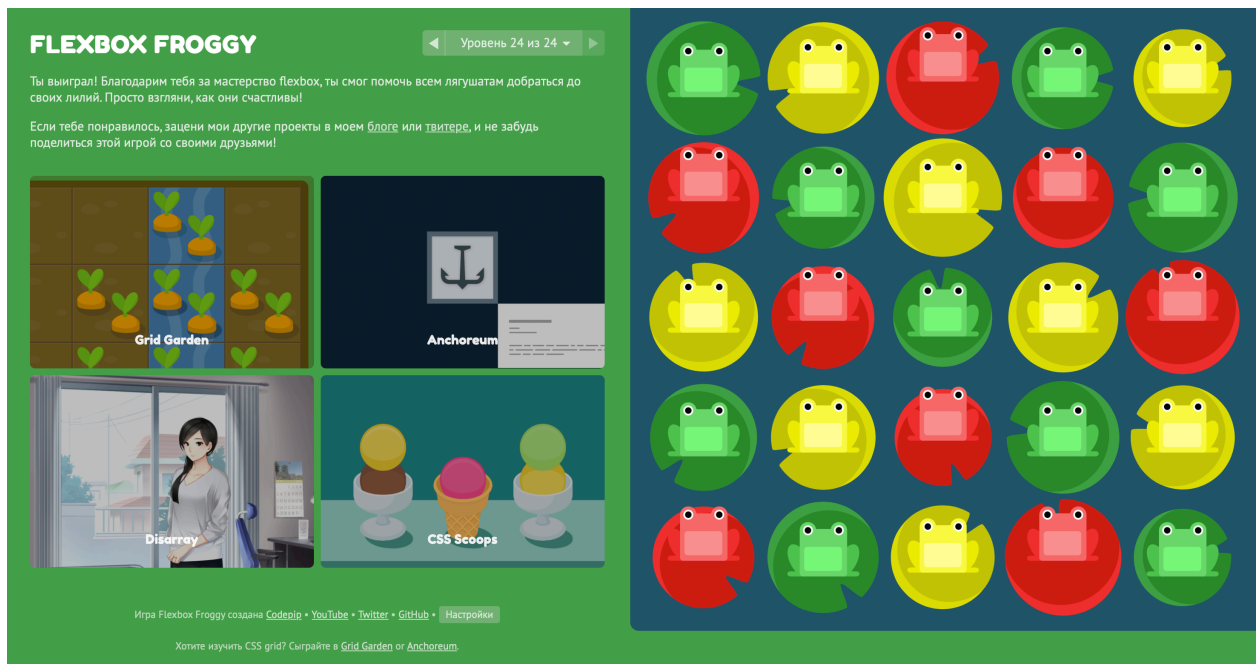 FLEXBOX FROGGY
Уровень 24 из 24
Ты выиграл! Благодарим тебя за мастерство flexbox, ты смог помочь всем лягушатам добраться до
своих лилий. Просто взгляни, как они счастливы!
Если тебе понравилось, зацени мои другие проекты в моем блоге или твитере, и не забудь
поделиться этой игрой со своими друзьями!
Grid Garden
Anchoreum
Disarray
CSS Scoops
Игра Flexbox Froggy создана Codepip • YouTube • Twitter • GitHub • Настройки
Хотите изучить CSS grid? Сыграйте в Grid Garden or Anchoreum.